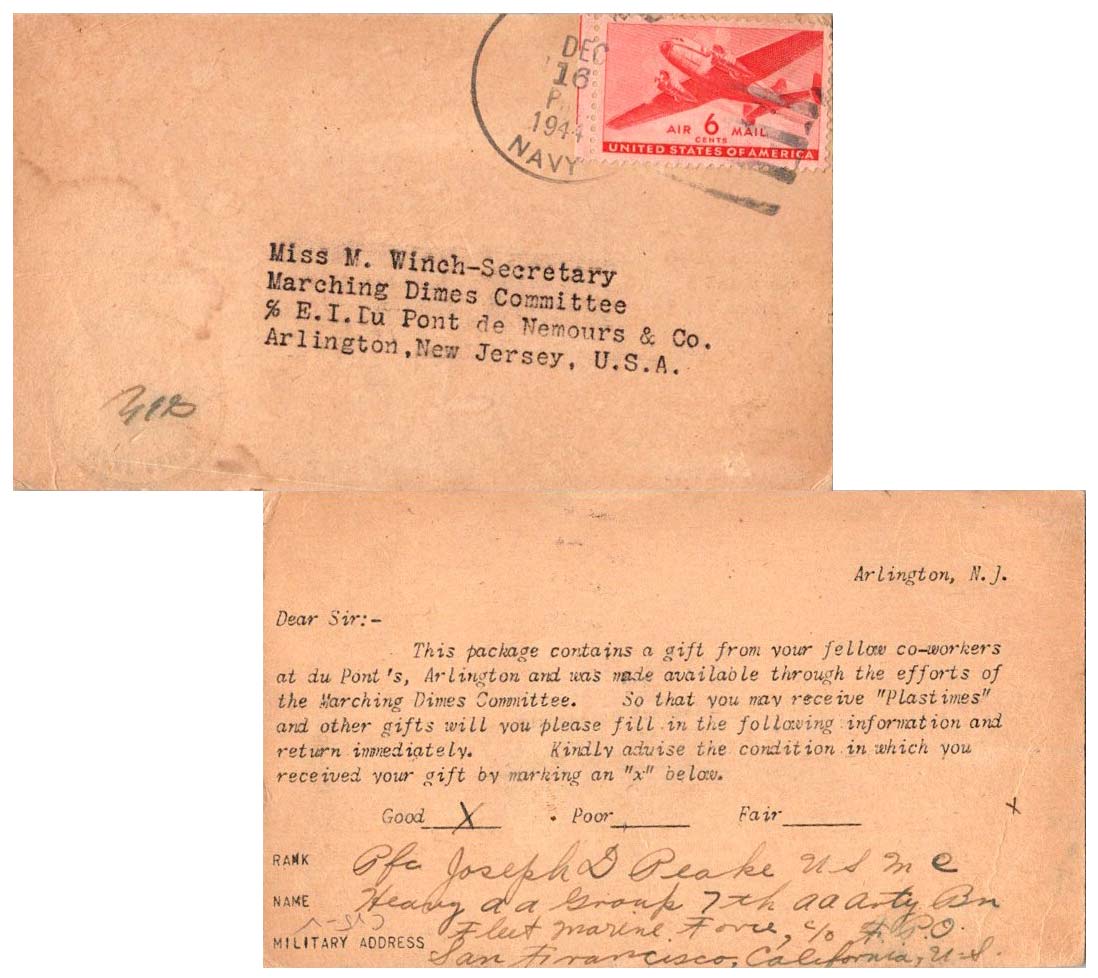 DEC
16
1944
NAVY
AIR 6 MAIL
CENTS
UNITED STATES OF AMERICA
Miss M. Winch-Secretary
Marching Dimes Committee
% E.I.Du Pont de Nemours & Co.
Arlington,New Jersey, U.S.A.
Arlington, N.J.
Dear Sir:-
This package contains a gift from your fellow co-workers
at du Pont's, Arlington and was made available through the efforts of
the Marching Dimes Committee. So that you may receive "Plastimes"
and other gifts will you please fill in the following information and
return immediately. Kindly advise the condition in which you
received your gift by marking an "x" below.
Good X Poor Fair
x
RANK Pfc Joseph D Peake U S M C
NAME Heavy a a Group 7th aa arty Bn
MILITARY ADDRESS Fleet Marine Force, c/o F.P.O.
San Francisco, California, U.S.